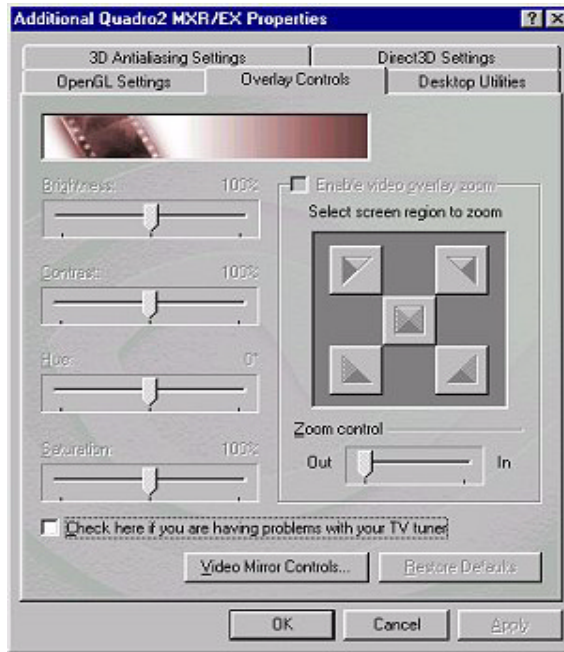 Additional Quadro2 MXR/EX Properties
3D Antialiasing Settings
Direct3D Settings
OpenGL Settings
Overlay Controls
Desktop Utilities
Brightness: 100%
Contrast: 100%
Hue: 0°
Saturation: 100%
Enable video overlay zoom
Select screen region to zoom
Zoom control
Out
In
Check here if you are having problems with your TV tuner
Video Mirror Controls...
Restore Defaults
OK
Cancel
Apply